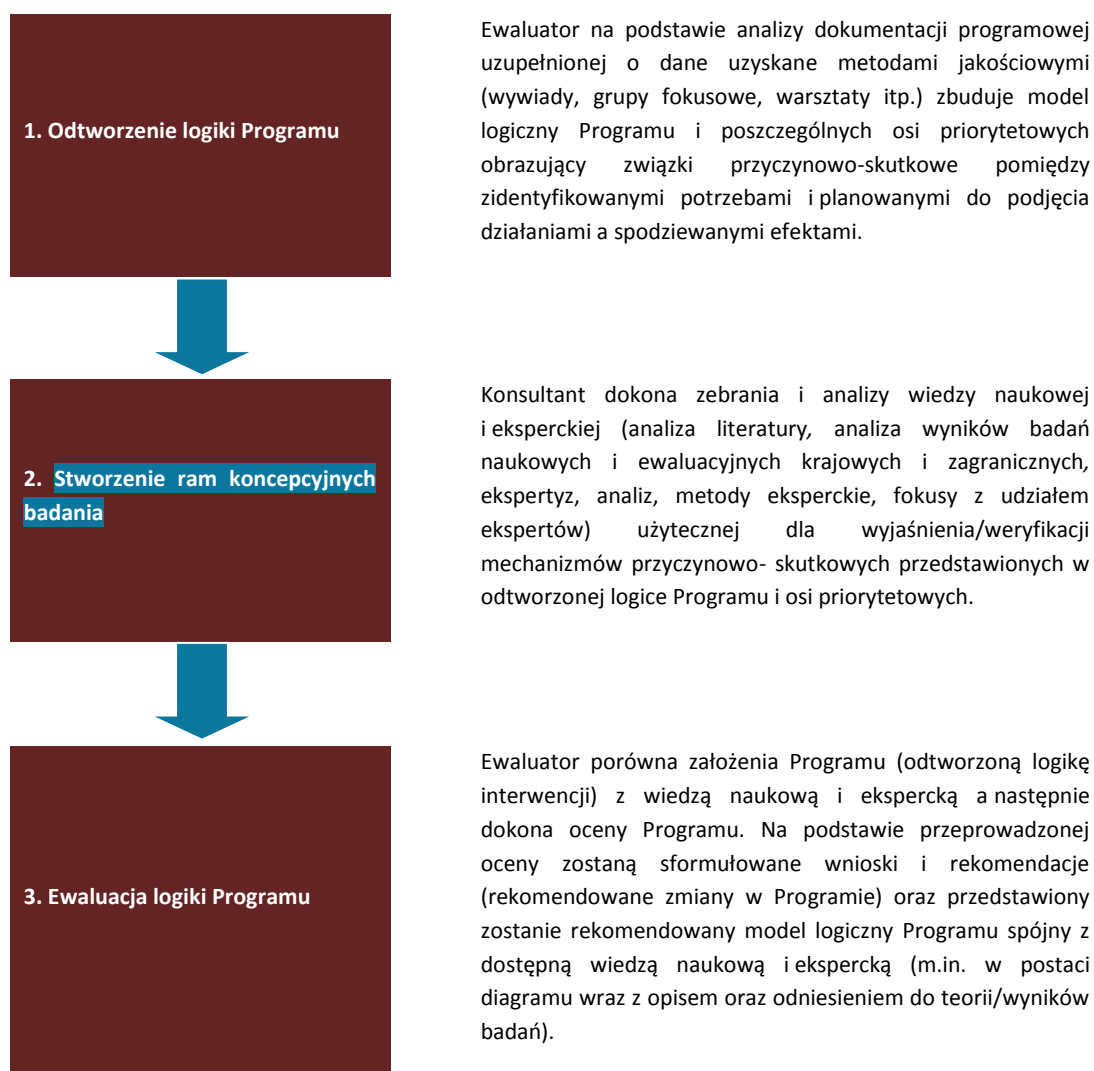 1. Odtworzenie logiki Programu
Ewaluator na podstawie analizy dokumentacji programowej
uzupełnionej o dane uzyskane metodami jakościowymi
(wywiady, grupy fokusowe, warsztaty itp.) zbuduje model
logiczny Programu i poszczególnych osi priorytetowych
obrazujący związki przyczynowo-skutkowe pomiędzy
zidentyfikowanymi potrzebami i planowanymi do podjęcia
działaniami a spodziewanymi efektami.
2. Stworzenie ram koncepcyjnych
badania
Konsultant dokona zebrania i analizy wiedzy naukowej
i eksperckiej (analiza literatury, analiza wyników badań
naukowych i ewaluacyjnych krajowych i zagranicznych,
ekspertyz, analiz, metody eksperckie, fokusy z udziałem
ekspertów) użytecznej dla wyjaśnienia/weryfikacji
mechanizmów przyczynowo- skutkowych przedstawionych w
odtworzonej logice Programu i osi priorytetowych.
3. Ewaluacja logiki Programu
Ewaluator porówna założenia Programu (odtworzoną logikę
interwencji) z wiedzą naukową i ekspercką a następnie
dokona oceny Programu. Na podstawie przeprowadzonej
oceny zostaną sformułowane wnioski i rekomendacje
(rekomendowane zmiany w Programie) oraz przedstawiony
zostanie rekomendowany model logiczny Programu spójny z
dostępną wiedzą naukową i ekspercką (m.in. w postaci
diagramu wraz z opisem oraz odniesieniem do teorii/wyników
badań).